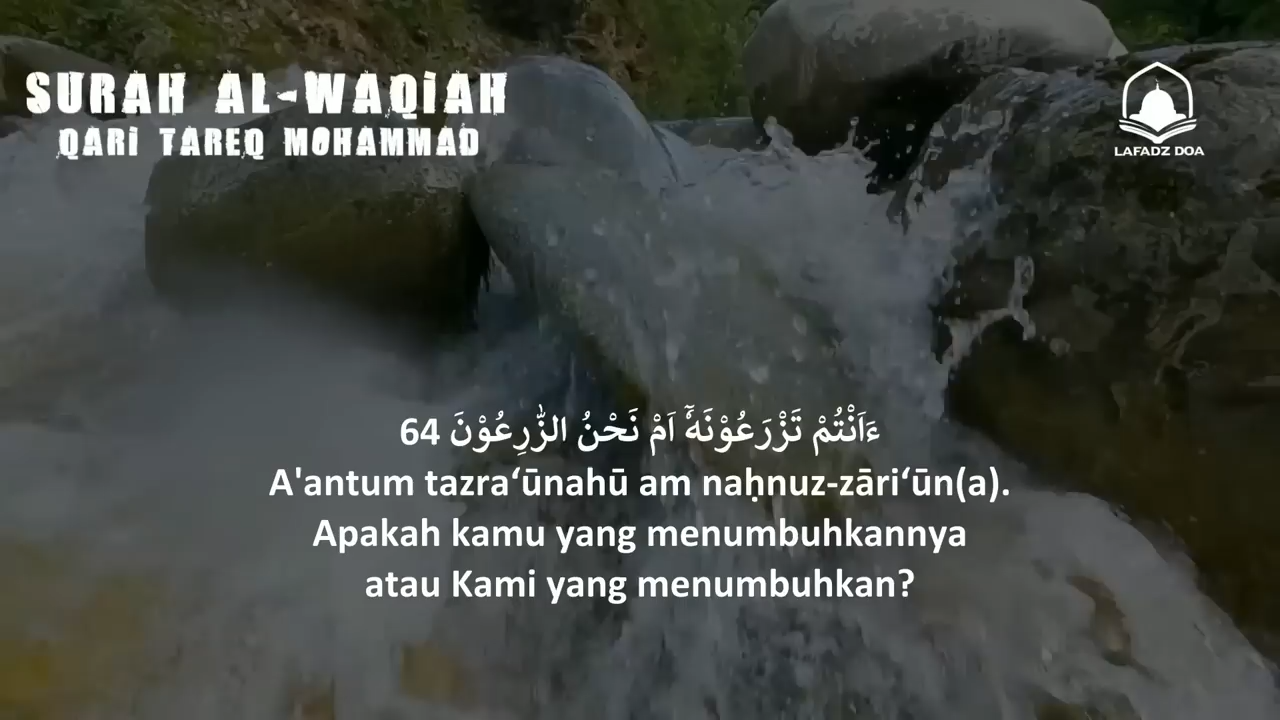 SURAH AL-WAQIAH
QARI TAREQ MOHAMMAD
LAFADZ DOA
ءَاَنْتُمْ تَزْرَعُوْنَهٗٓ اَمْ نَحْنُ الزّٰرِعُوْنَ 64
A'antum tazra‘ūnahū am naḥnuz-zāri‘ūn(a).
Apakah kamu yang menumbuhkannya
atau Kami yang menumbuhkan?